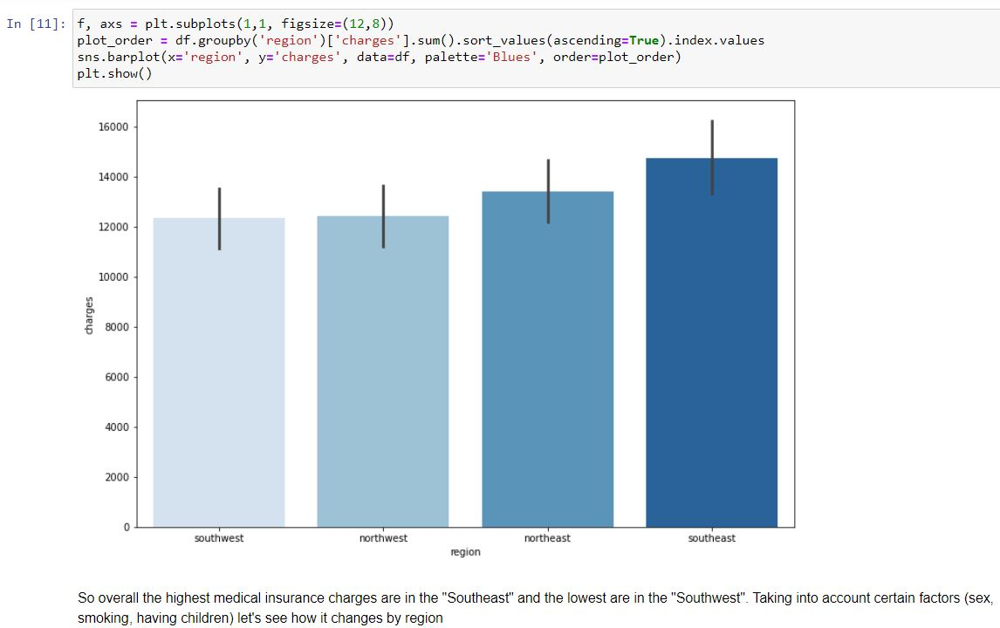 In [11]: f, axs = plt.subplots(1,1, figsize=(12,8))
plot_order = df.groupby('region')['charges'].sum().sort_values(ascending=True).index.values
sns.barplot(x='region', y='charges', data=df, palette='Blues', order=plot_order)
plt.show()
16000
14000
12000
10000
8000
6000
4000
2000
0
charges
southwest northwest northeast southeast
region
So overall the highest medical insurance charges are in the "Southeast" and the lowest are in the "Southwest". Taking into account certain factors (sex,
smoking, having children) let's see how it changes by region